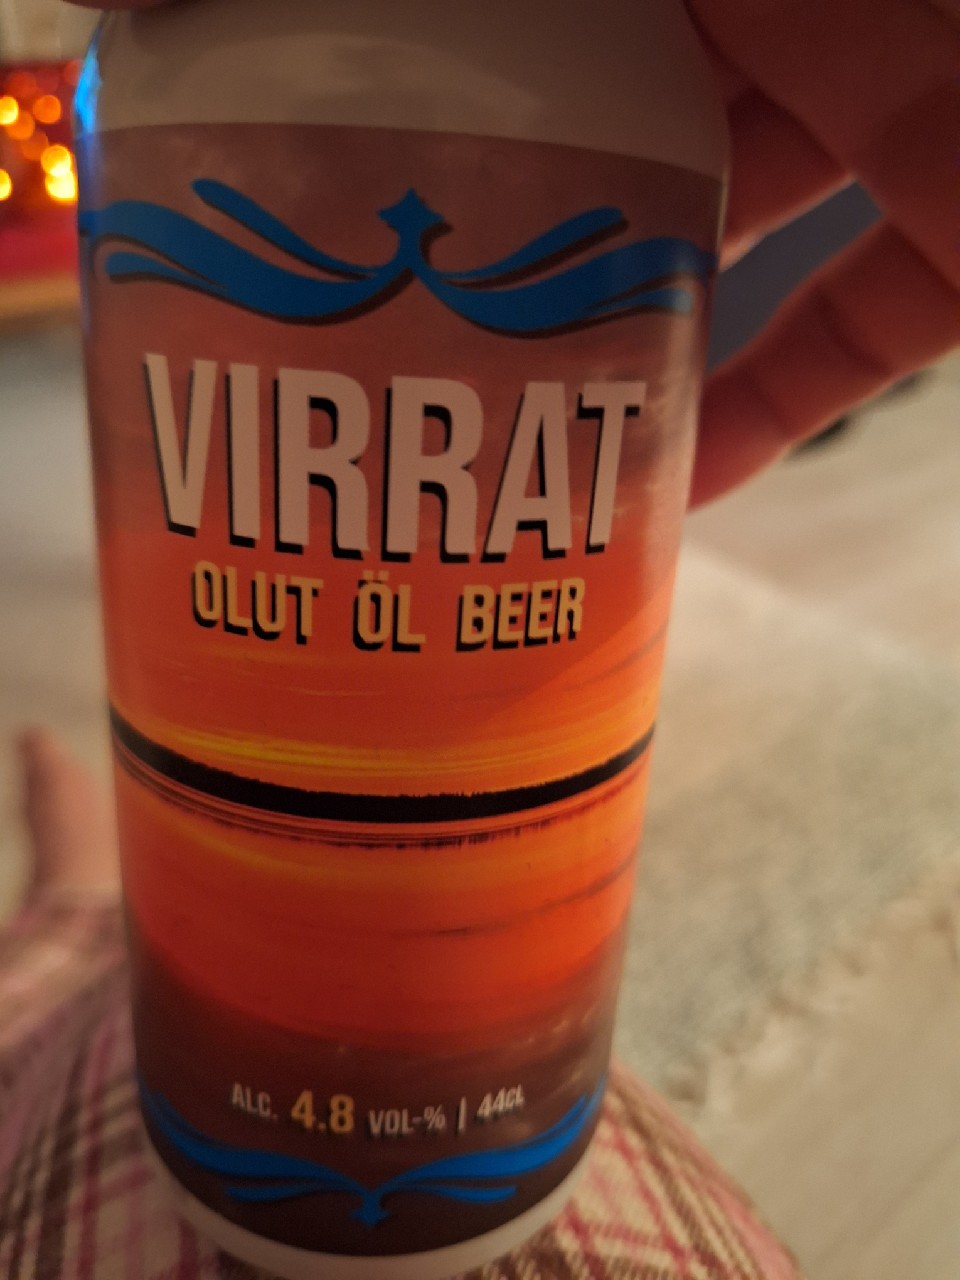 VIRRAT
OLUT ÖL BEER
ALC. 4.8 VOL-% | 44CL